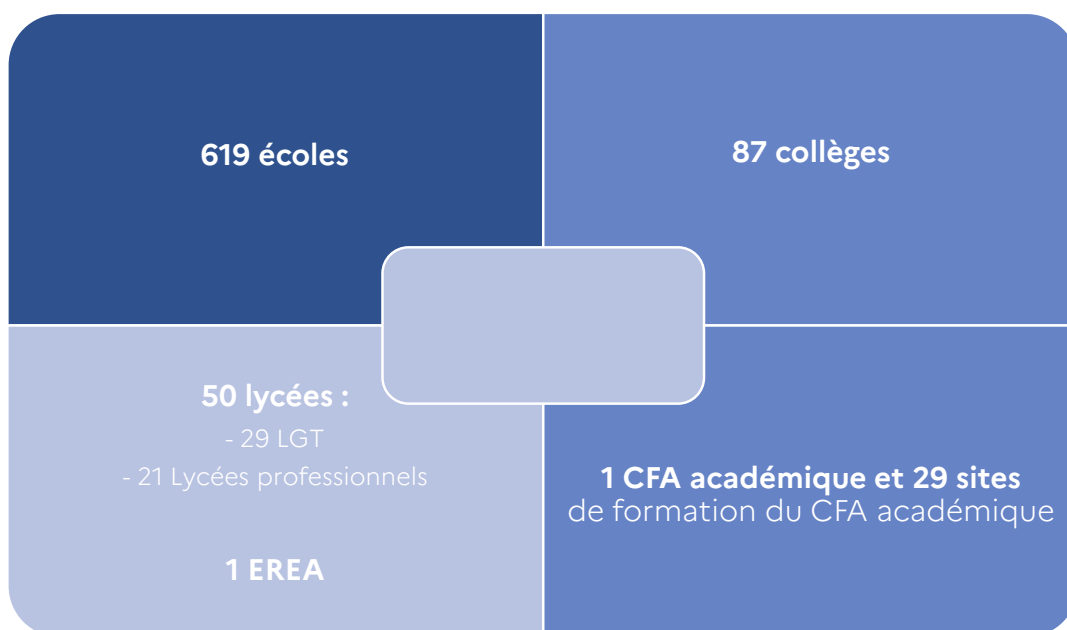 619 écoles
87 collèges
50 lycées :
- 29 LGT
- 21 Lycées professionnels
1 EREA
1 CFA académique et 29 sites
de formation du CFA académique